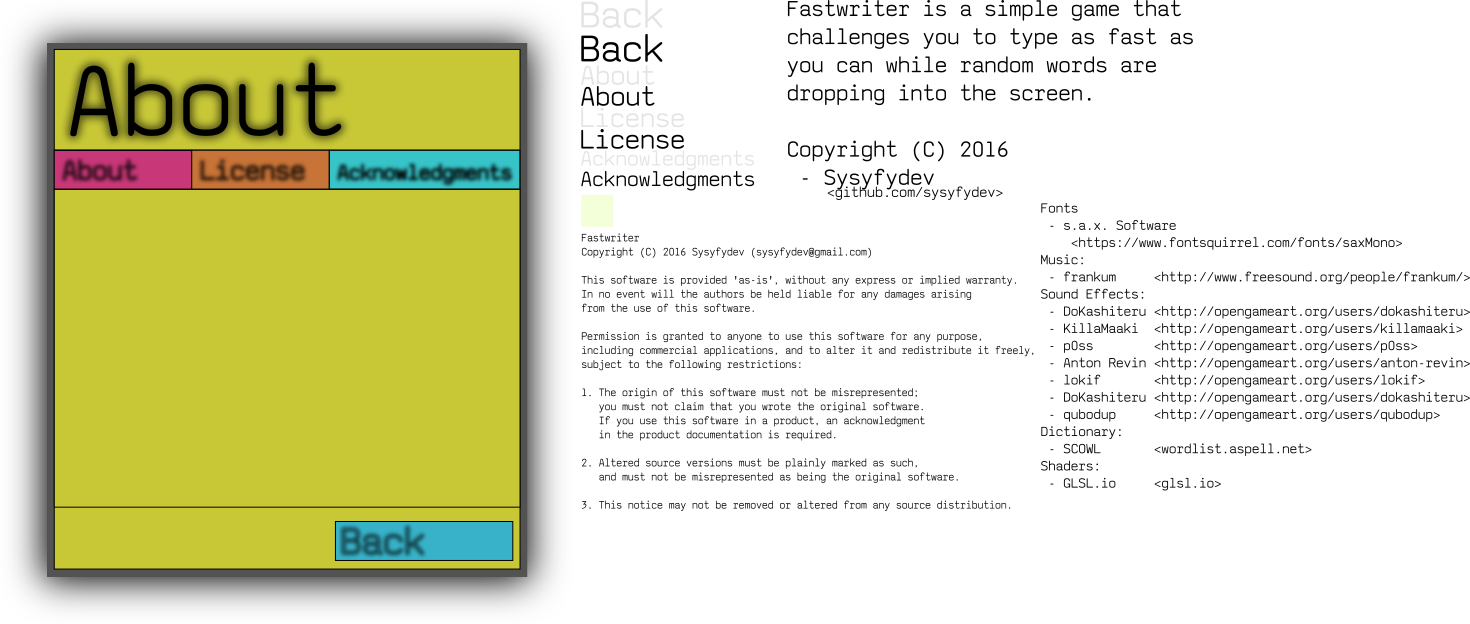 About
About License Acknowledgments
Back
Back
Back
About
About
License
License
Acknowledgments
Acknowledgments
Fastwriter is a simple game that
challenges you to type as fast as
you can while random words are
dropping into the screen.
Copyright (C) 2016
- Sysyfydev
<github.com/sysyfydev>
Fastwriter
Copyright (C) 2016 Sysyfydev (sysyfydev@gmail.com)
This software is provided 'as-is', without any express or implied warranty.
In no event will the authors be held liable for any damages arising
from the use of this software.
Permission is granted to anyone to use this software for any purpose,
including commercial applications, and to alter it and redistribute it freely,
subject to the following restrictions:
1. The origin of this software must not be misrepresented;
you must not claim that you wrote the original software.
If you use this software in a product, an acknowledgment
in the product documentation is required.
2. Altered source versions must be plainly marked as such,
and must not be misrepresented as being the original software.
3. This notice may not be removed or altered from any source distribution.
Fonts
- s.a.x. Software
<https://www.fontsquirrel.com/fonts/saxMono>
Music:
- frankum <http://www.freesound.org/people/frankum/>
Sound Effects:
- DoKashiteru <http://opengameart.org/users/dokashiteru>
- KillaMaaki <http://opengameart.org/users/killamaaki>
- p0ss <http://opengameart.org/users/p0ss>
- Anton Revin <http://opengameart.org/users/anton-revin>
- lokif <http://opengameart.org/users/lokif>
- DoKashiteru <http://opengameart.org/users/dokashiteru>
- qubodup <http://opengameart.org/users/qubodup>
Dictionary:
- SCOWL <wordlist.aspell.net>
Shaders:
- GLSL.io <glsl.io>